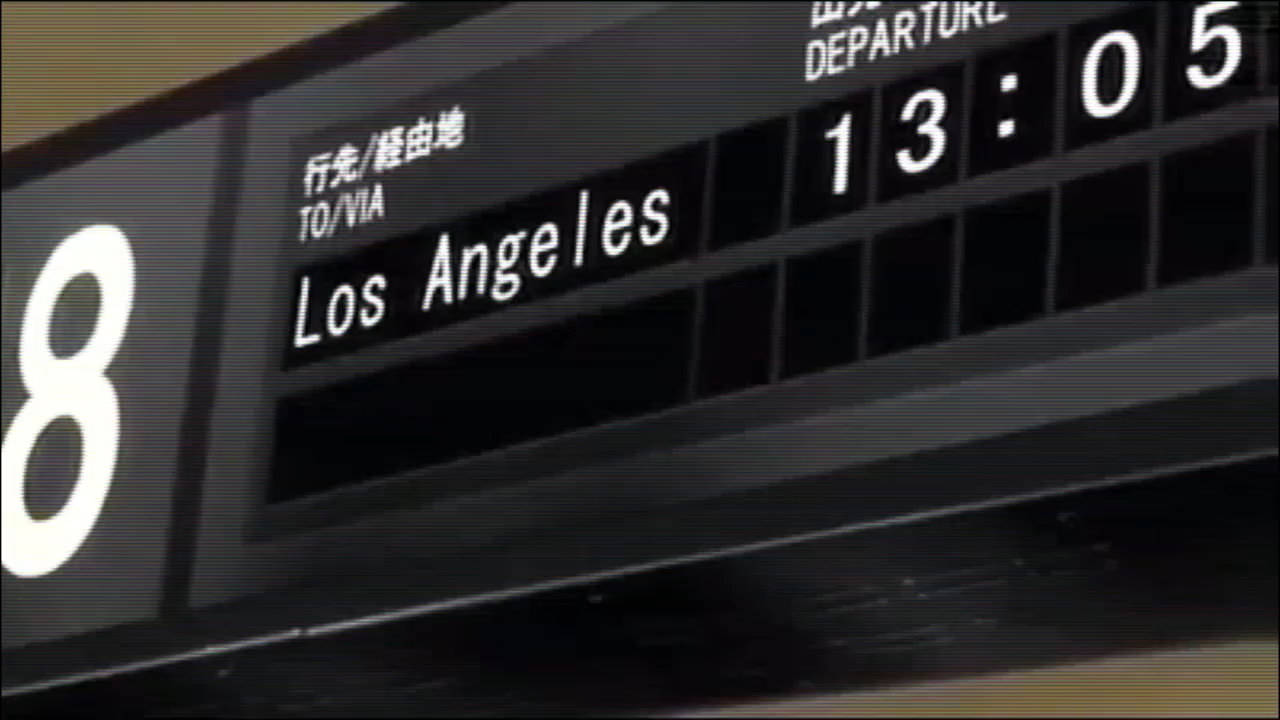 8
行先/経由地
TO/VIA
Los Angeles
DEPARTURE
13:05